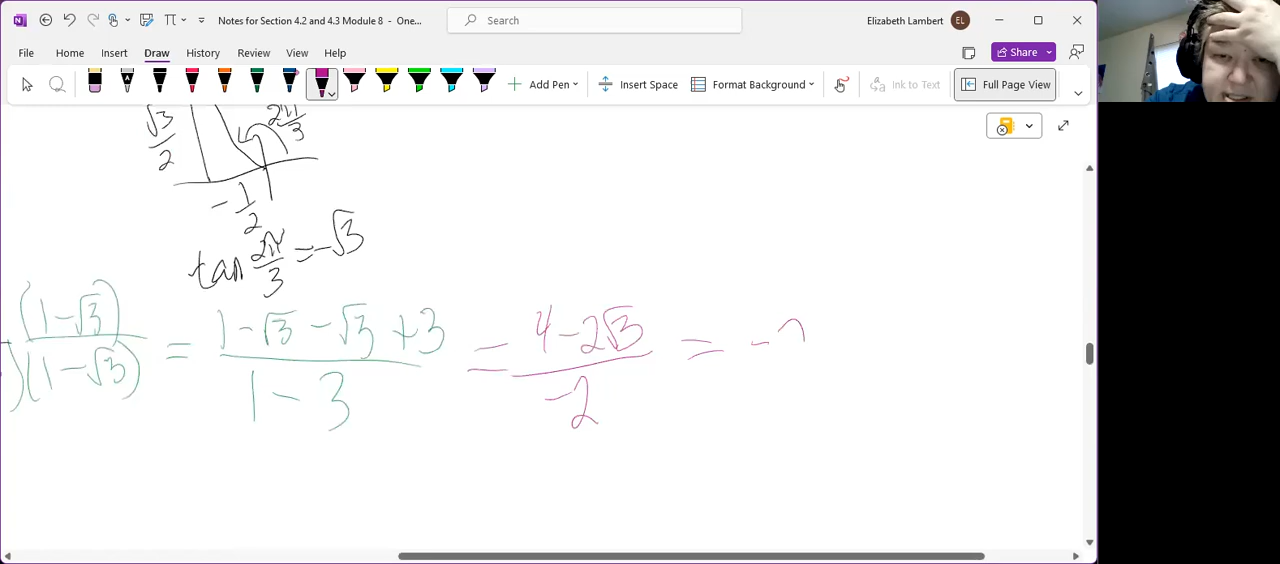 Notes for Section 4.2 and 4.3 Module 8 - One...
Search
Elizabeth Lambert
EL
File Home Insert Draw History Review View Help
Share
Add Pen
Insert Space
Format Background
Ink to Text
Full Page View
√3/2
2π/3
-1/2
tan 2π/3 = -√3
(1-√3)/(1-√3) = (1-√3-√3+3)/(1-3) = (4-2√3)/-2 = -2